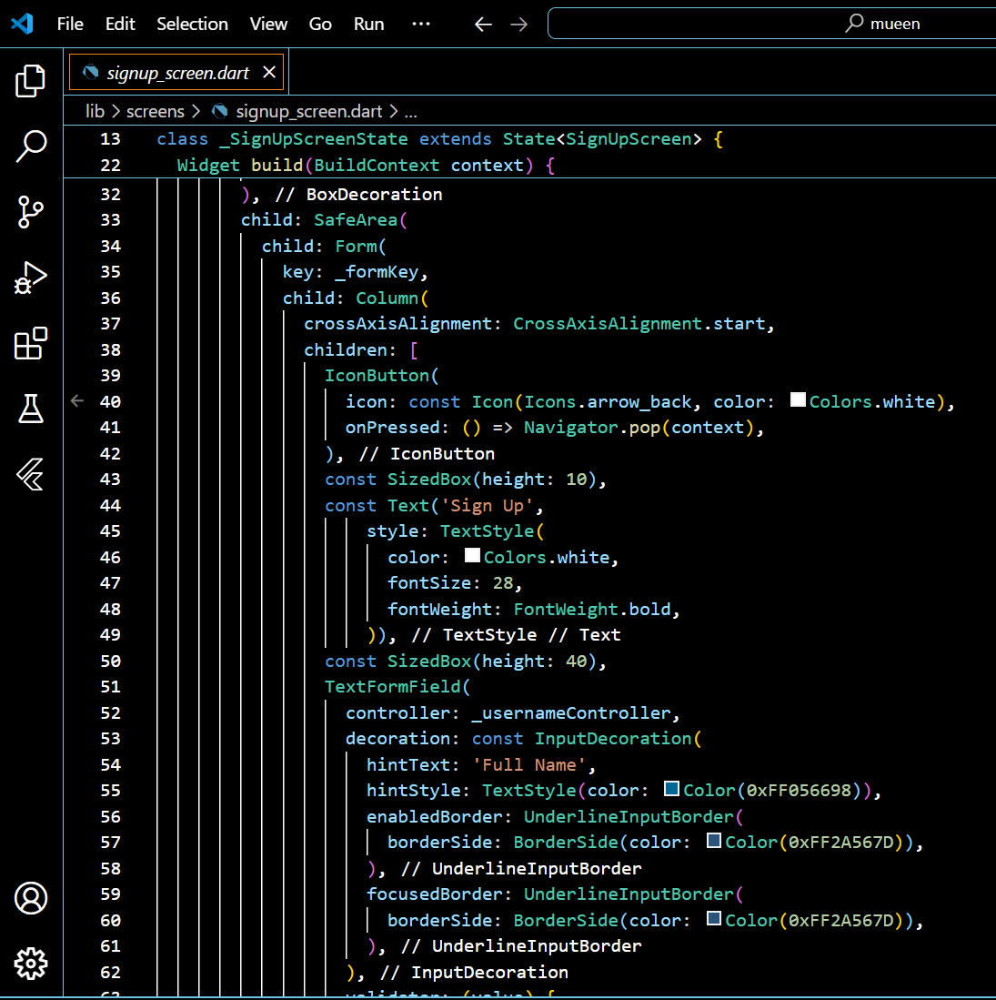 File Edit Selection View Go Run ··· ← → mueen
signup_screen.dart ×
lib > screens > signup_screen.dart > ...
13 class _SignUpScreenState extends State<SignUpScreen> {
22 Widget build(BuildContext context) {
32 ), // BoxDecoration
33 child: SafeArea(
34 child: Form(
35 key: _formKey,
36 child: Column(
37 crossAxisAlignment: CrossAxisAlignment.start,
38 children: [
39 IconButton(
40 icon: const Icon(Icons.arrow_back, color: Colors.white),
41 onPressed: () => Navigator.pop(context),
42 ), // IconButton
43 const SizedBox(height: 10),
44 const Text('Sign Up',
45 style: TextStyle(
46 color: Colors.white,
47 fontSize: 28,
48 fontWeight: FontWeight.bold,
49 )), // TextStyle // Text
50 const SizedBox(height: 40),
51 TextFormField(
52 controller: _usernameController,
53 decoration: const InputDecoration(
54 hintText: 'Full Name',
55 hintStyle: TextStyle(color: Color(0xFF056698)),
56 enabledBorder: UnderlineInputBorder(
57 borderSide: BorderSide(color: Color(0xFF2A567D)),
58 ), // UnderlineInputBorder
59 focusedBorder: UnderlineInputBorder(
60 borderSide: BorderSide(color: Color(0xFF2A567D)),
61 ), // UnderlineInputBorder
62 ), // InputDecoration
63 validator: (value) {